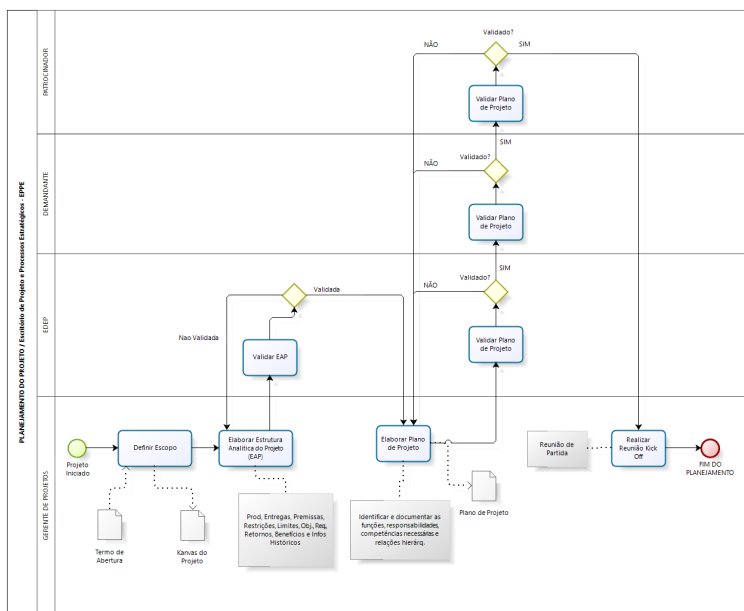 PLANEJAMENTO DO PROJETO / Escritório de Projeto e Processos Estratégicos - EPPE
PATROCINADOR
Validado?
NÃO
SIM
Validar Plano
de Projeto
DEMANDANTE
SIM
Validado?
NÃO
Validar Plano
de Projeto
EDEP
SIM
Validado?
NÃO
Validar Plano
de Projeto
Validada
Nao Validada
Validar EAP
GERENTE DE PROJETOS
Projeto
Iniciado
Definir Escopo
Elaborar Estrutura
Analitica do Projeto
(EAP)
Elaborar Plano
de Projeto
Reunião de
Partida
Realizar
Reunião Kick
Off
FIM DO
PLANEJAMENTO
Termo de
Abertura
Kanvas do
Projeto
Prod, Entregas, Premissas,
Restrições, Limites, Obj, Req,
Retornos, Benefícios e Infos
Históricos
Identificar e documentar as
funções, responsabilidades,
competências necessárias e
relações hierárq.
Plano de Projeto